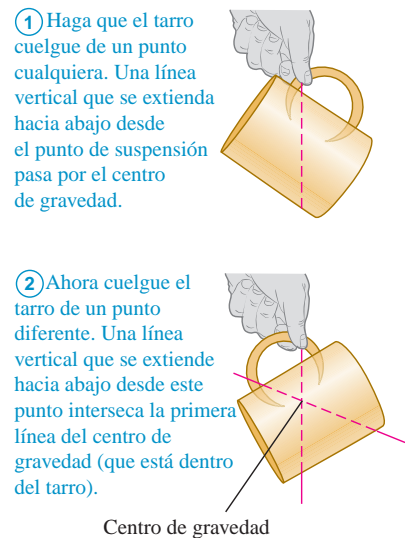 1 Haga que el tarro
cuelgue de un punto
cualquiera. Una línea
vertical que se extienda
hacia abajo desde
el punto de suspensión
pasa por el centro
de gravedad.
2 Ahora cuelgue el
tarro de un punto
diferente. Una línea
vertical que se extiende
hacia abajo desde este
punto interseca la primera
línea del centro de
gravedad (que está dentro
del tarro).
Centro de gravedad